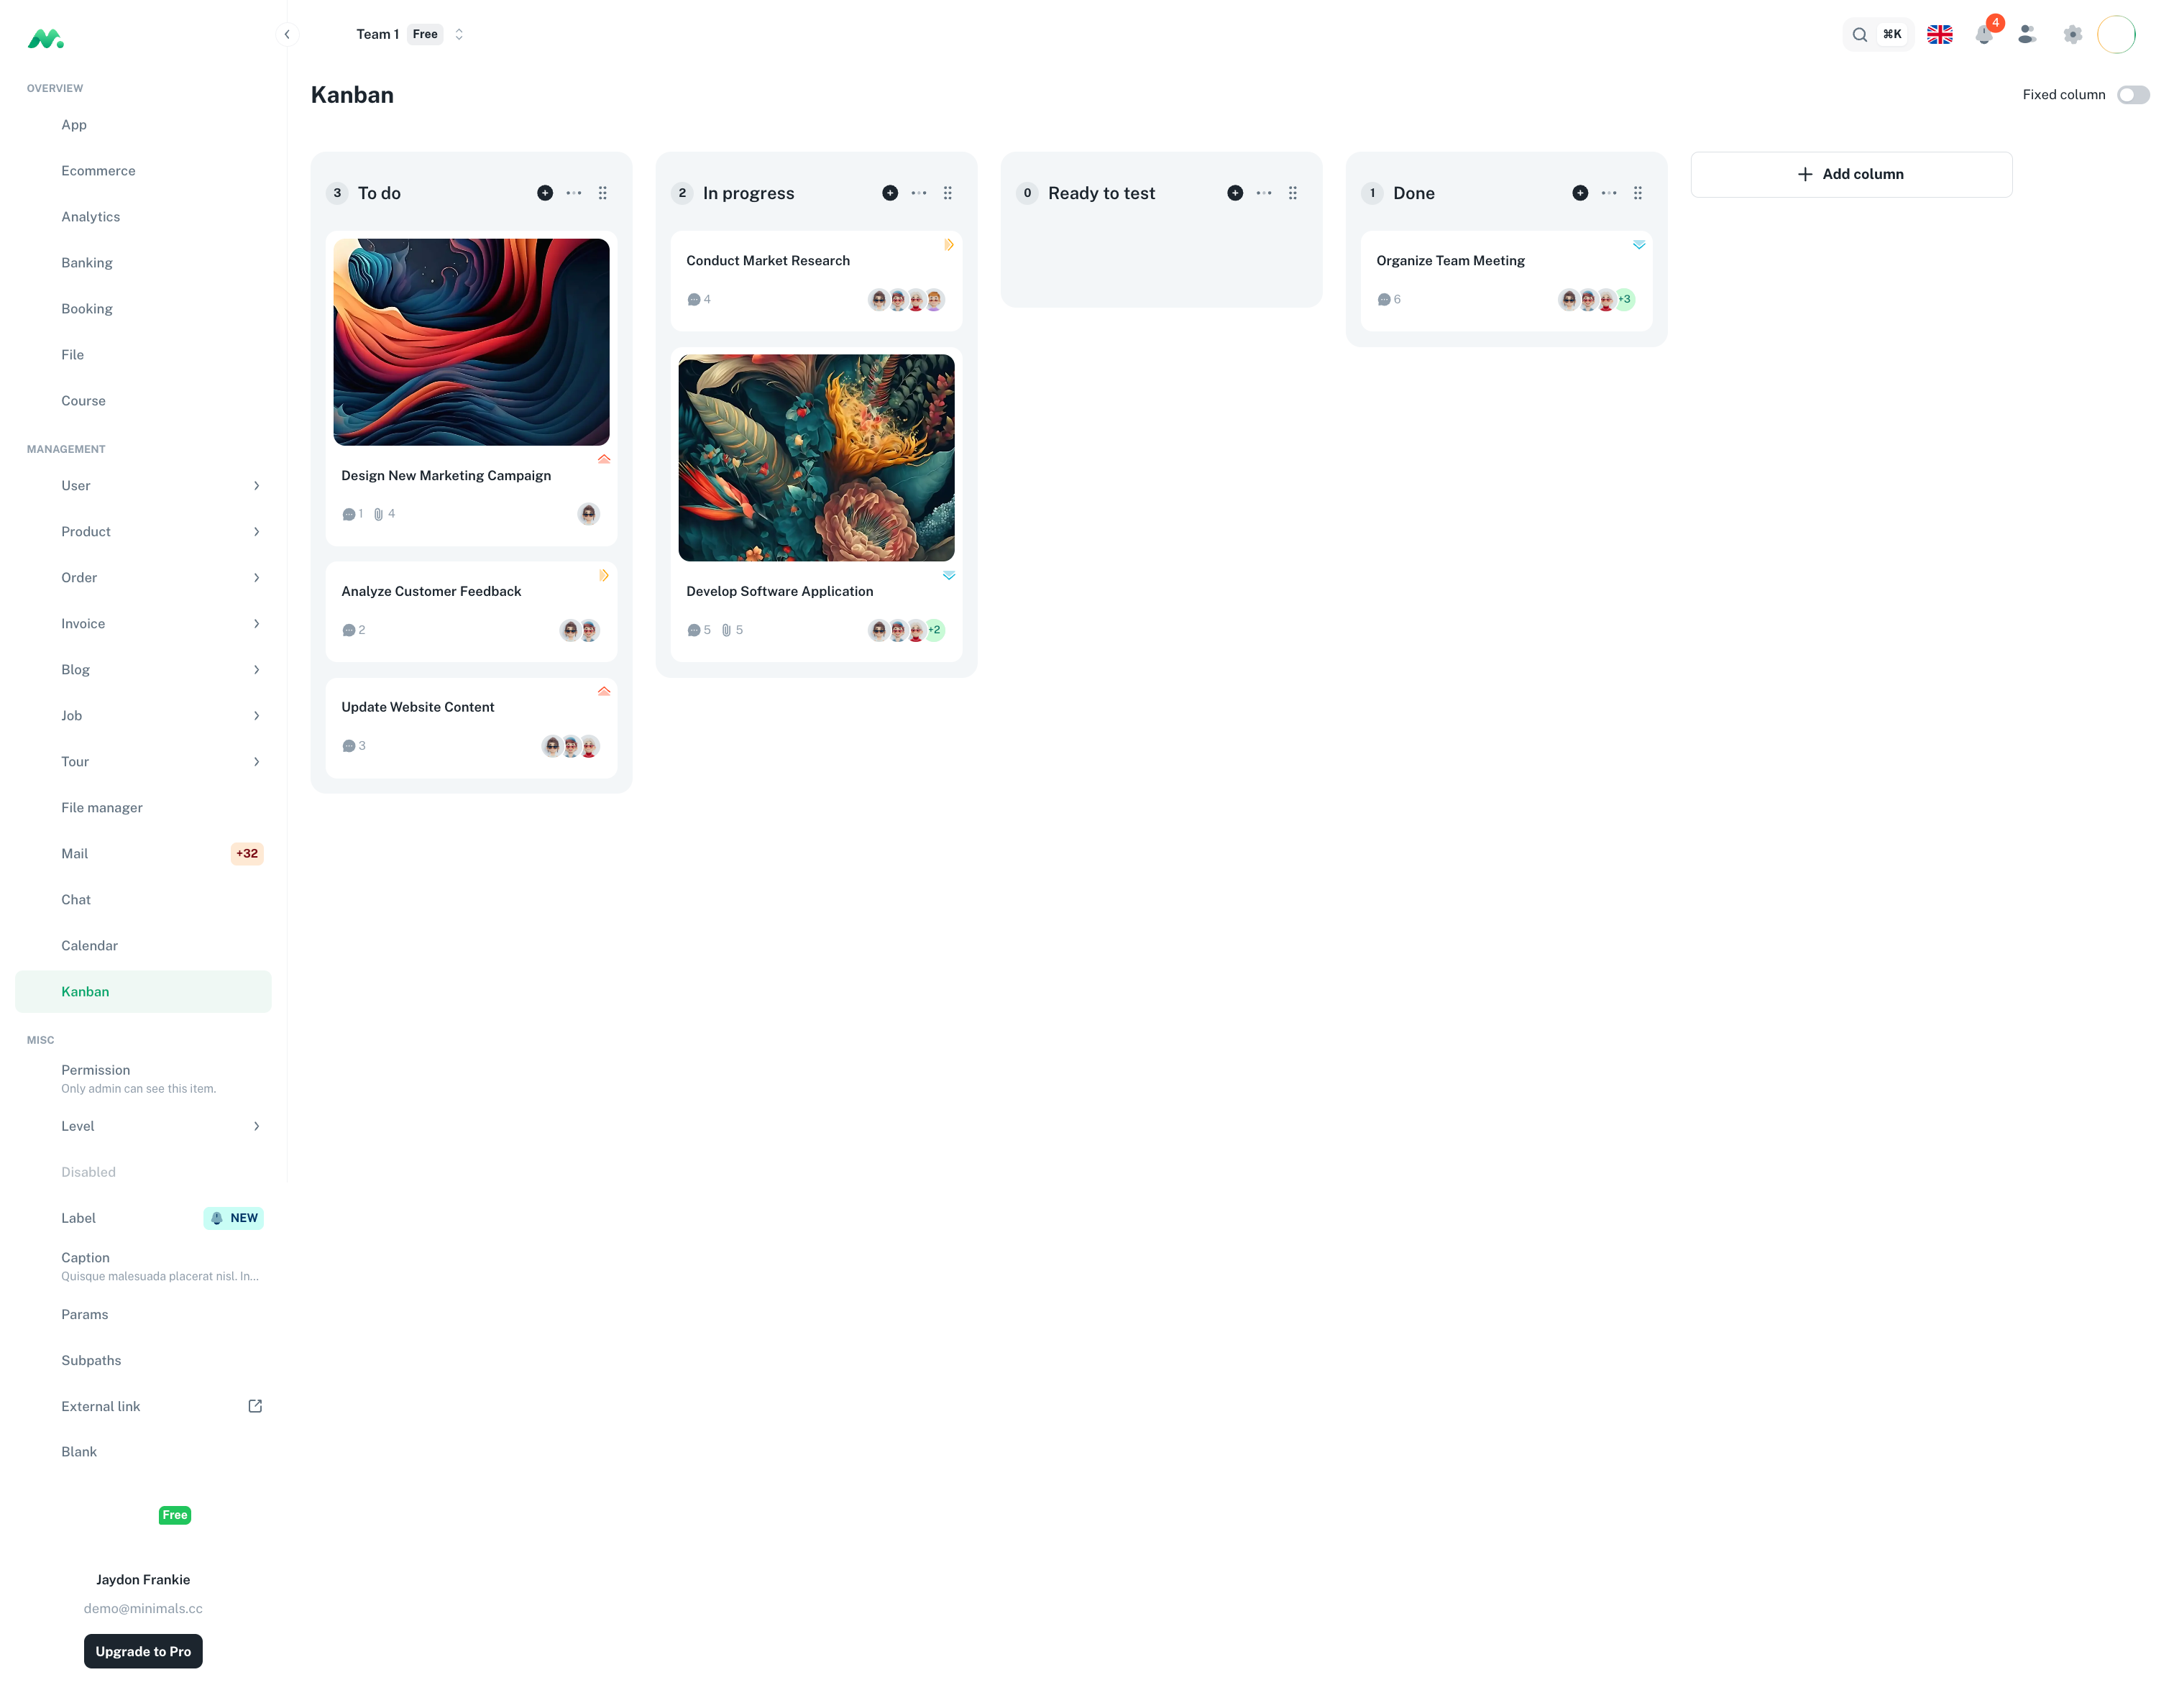 Team 1 Free
⌘K
4
OVERVIEW
App
Ecommerce
Analytics
Banking
Booking
File
Course
MANAGEMENT
User
Product
Order
Invoice
Blog
Job
Tour
File manager
Mail +32
Chat
Calendar
Kanban
MISC
Permission
Only admin can see this item.
Level
Disabled
Label NEW
Caption
Quisque malesuada placerat nisl. In...
Params
Subpaths
External link
Blank
Free
Jaydon Frankie
demo@minimals.cc
Upgrade to Pro
Kanban
Fixed column
3 To do
Design New Marketing Campaign
1 4
Analyze Customer Feedback
2
Update Website Content
3
2 In progress
Conduct Market Research
4
Develop Software Application
5 5 +2
0 Ready to test
1 Done
Organize Team Meeting
6 +3
Add column